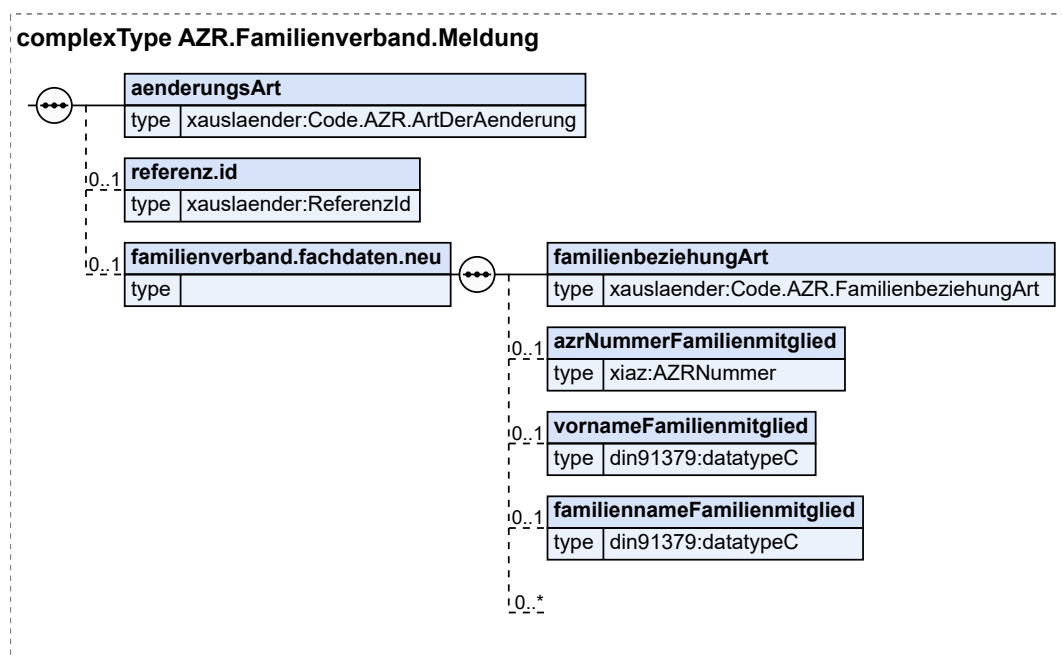 complexType AZR.Familienverband.Meldung
aenderungsArt
type xauslaender:Code.AZR.ArtDerAenderung
0..1
referenz.id
type xauslaender:ReferenzId
0..1
familienverband.fachdaten.neu
type
familienbeziehungArt
type xauslaender:Code.AZR.FamilienbeziehungArt
0..1
azrNummerFamilienmitglied
type xiaz:AZRNummer
0..1
vornameFamilienmitglied
type din91379:datatypeC
0..1
familiennameFamilienmitglied
type din91379:datatypeC
0..*